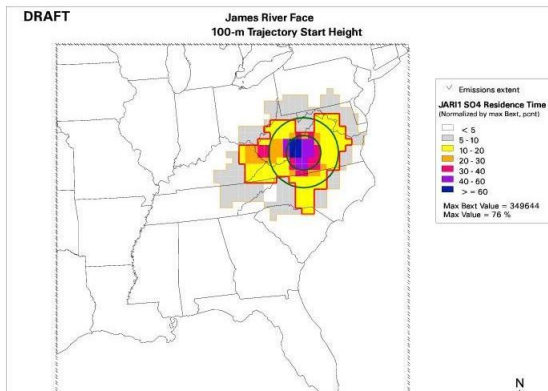 DRAFT
James River Face
100-m Trajectory Start Height
Emissions extent
JARI1 SO4 Residence Time
(Normalized by max Bext, pcnt)
< 5
5 - 10
10 - 20
20 - 30
30 - 40
40 - 60
> = 60
Max Bext Value = 349644
Max Value = 76 %
N